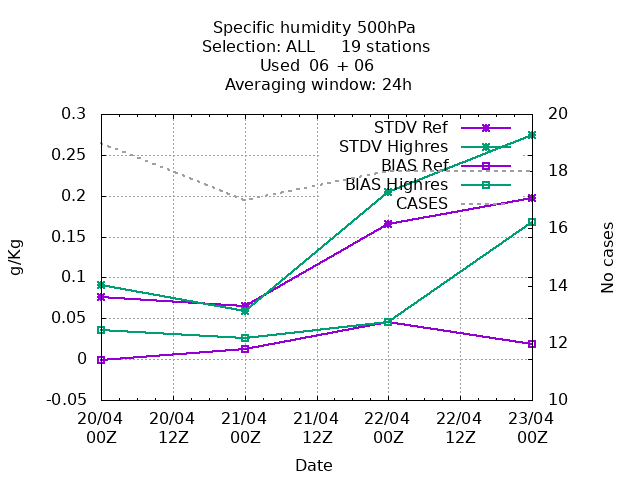 Specific humidity 500hPa
Selection: ALL 19 stations
Used 06 + 06
Averaging window: 24h
0.3
0.25
0.2
0.15
0.1
0.05
0
-0.05
20
18
16
14
12
10
STDV Ref
STDV Highres
BIAS Ref
BIAS Highres
CASES
g/Kg
No cases
20/04 20/04 21/04 21/04 22/04 22/04 23/04
00Z 12Z 00Z 12Z 00Z 12Z 00Z
Date